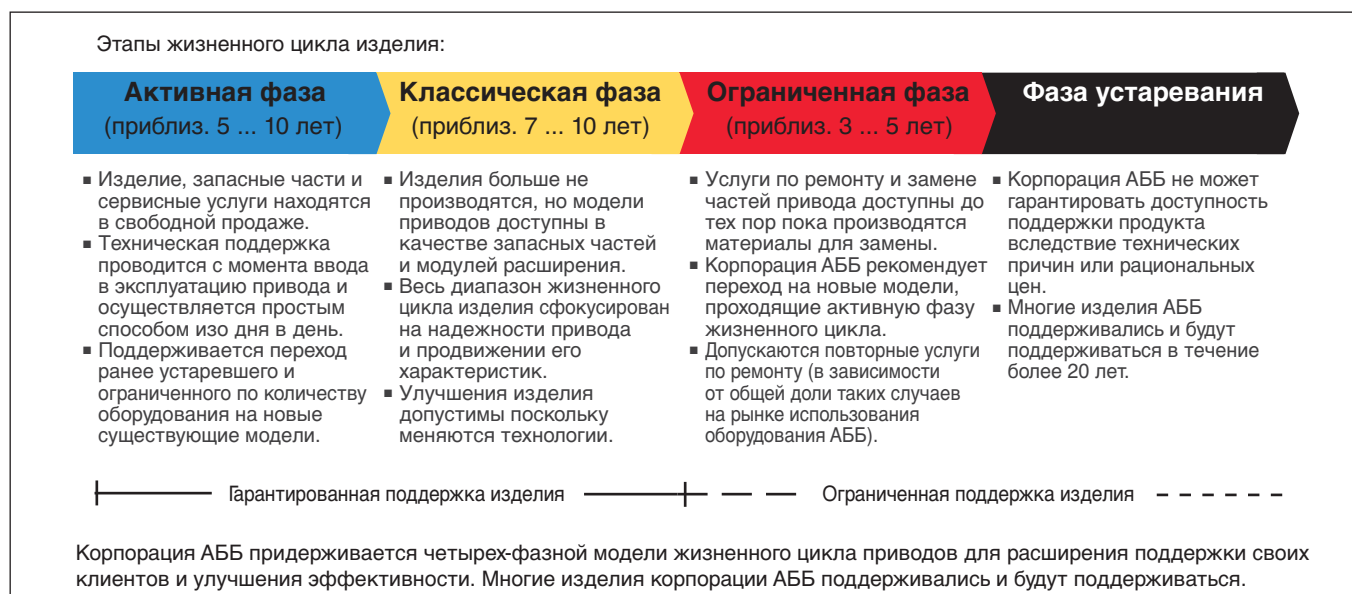 Этапы жизненного цикла изделия:
Активная фаза
(приблиз. 5 ... 10 лет)
Классическая фаза
(приблиз. 7 ... 10 лет)
Ограниченная фаза
(приблиз. 3 ... 5 лет)
Фаза устаревания
▪ Изделие, запасные части и
сервисные услуги находятся
в свободной продаже.
▪ Техническая поддержка
проводится с момента ввода
в эксплуатацию привода и
осуществляется простым
способом изо дня в день.
▪ Поддерживается переход
ранее устаревшего и
ограниченного по количеству
оборудования на новые
существующие модели.
▪ Изделия больше не
производятся, но модели
приводов доступны в
качестве запасных частей
и модулей расширения.
▪ Весь диапазон жизненного
цикла изделия сфокусирован
на надежности привода
и продвижении его
характеристик.
▪ Улучшения изделия
допустимы поскольку
меняются технологии.
▪ Услуги по ремонту и замене
частей привода доступны до
тех пор пока производятся
материалы для замены.
▪ Корпорация АББ рекомендует
переход на новые модели,
проходящие активную фазу
жизненного цикла.
▪ Допускаются повторные услуги
по ремонту (в зависимости
от общей доли таких случаев
на рынке использования
оборудования АББ).
▪ Корпорация АББ не может
гарантировать доступность
поддержки продукта
вследствие технических
причин или рациональных
цен.
▪ Многие изделия АББ
поддерживались и будут
поддерживаться в течение
более 20 лет.
Гарантированная поддержка изделия
Ограниченная поддержка изделия
Корпорация АББ придерживается четырех-фазной модели жизненного цикла приводов для расширения поддержки своих
клиентов и улучшения эффективности. Многие изделия корпорации АББ поддерживались и будут поддерживаться.